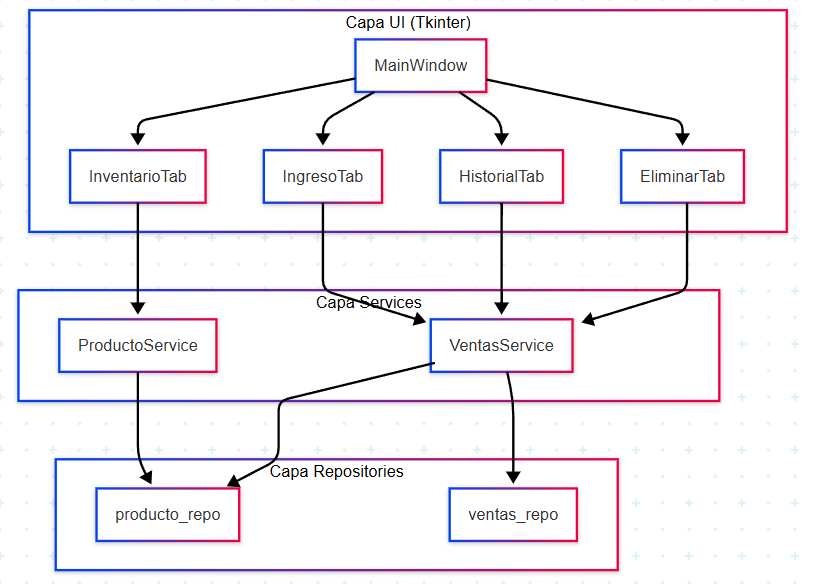 Capa UI (Tkinter)
MainWindow
InventarioTab
IngresoTab
HistorialTab
EliminarTab
Capa Services
ProductoService
VentasService
Capa Repositories
producto_repo
ventas_repo